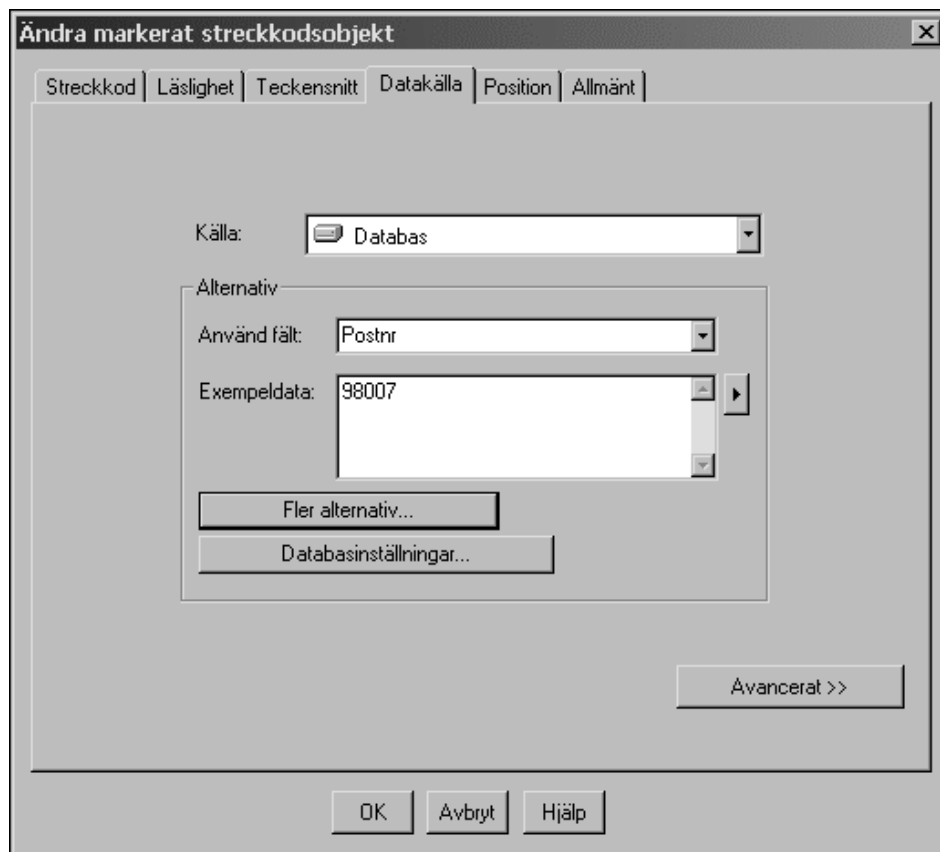 Ändra markerat streckkodsobjekt
Streckkod Läslighet Teckensnitt Datakälla Position Allmänt
Källa: Databas
Alternativ
Använd fält: Postnr
Exempeldata: 98007
Fler alternativ...
Databasinställningar...
Avancerat >>
OK Avbryt Hjälp